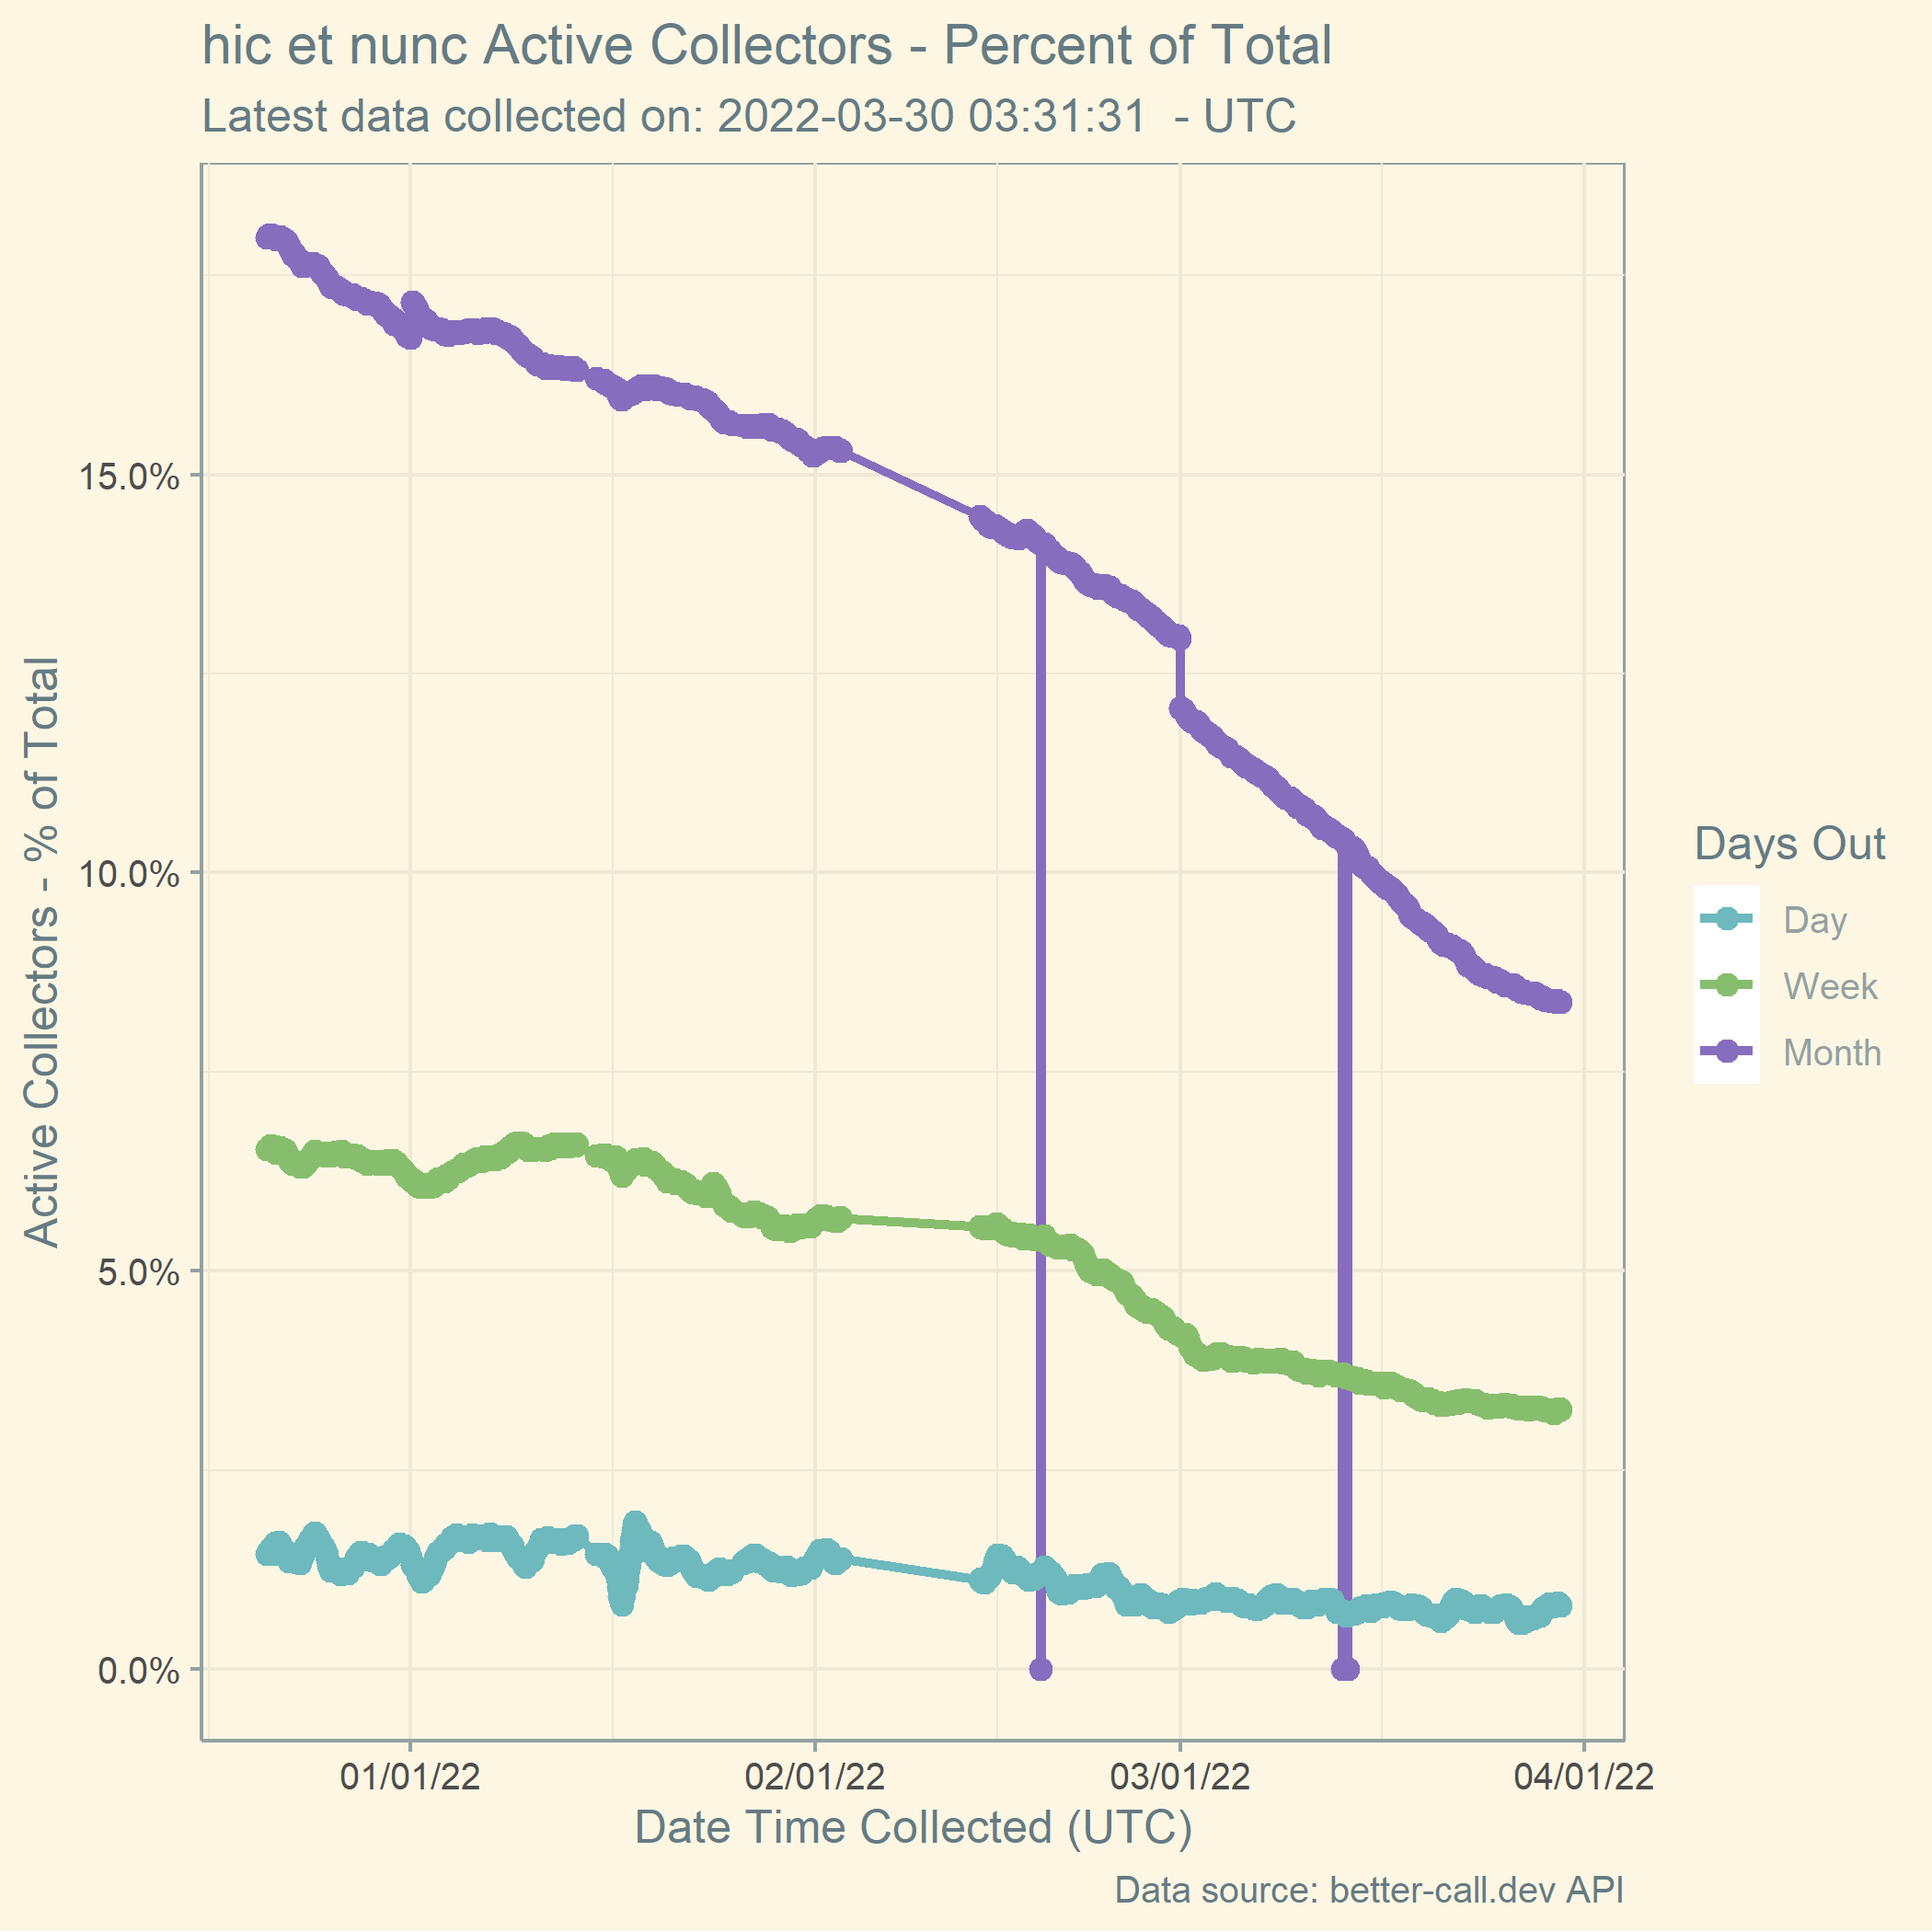 hic et nunc Active Collectors - Percent of Total
Latest data collected on: 2022-03-30 03:31:31  - UTC
Active Collectors - % of Total
15.0%
10.0%
5.0%
0.0%
01/01/22
02/01/22
03/01/22
04/01/22
Date Time Collected (UTC)
Days Out
Day
Week
Month
Data source: better-call.dev API